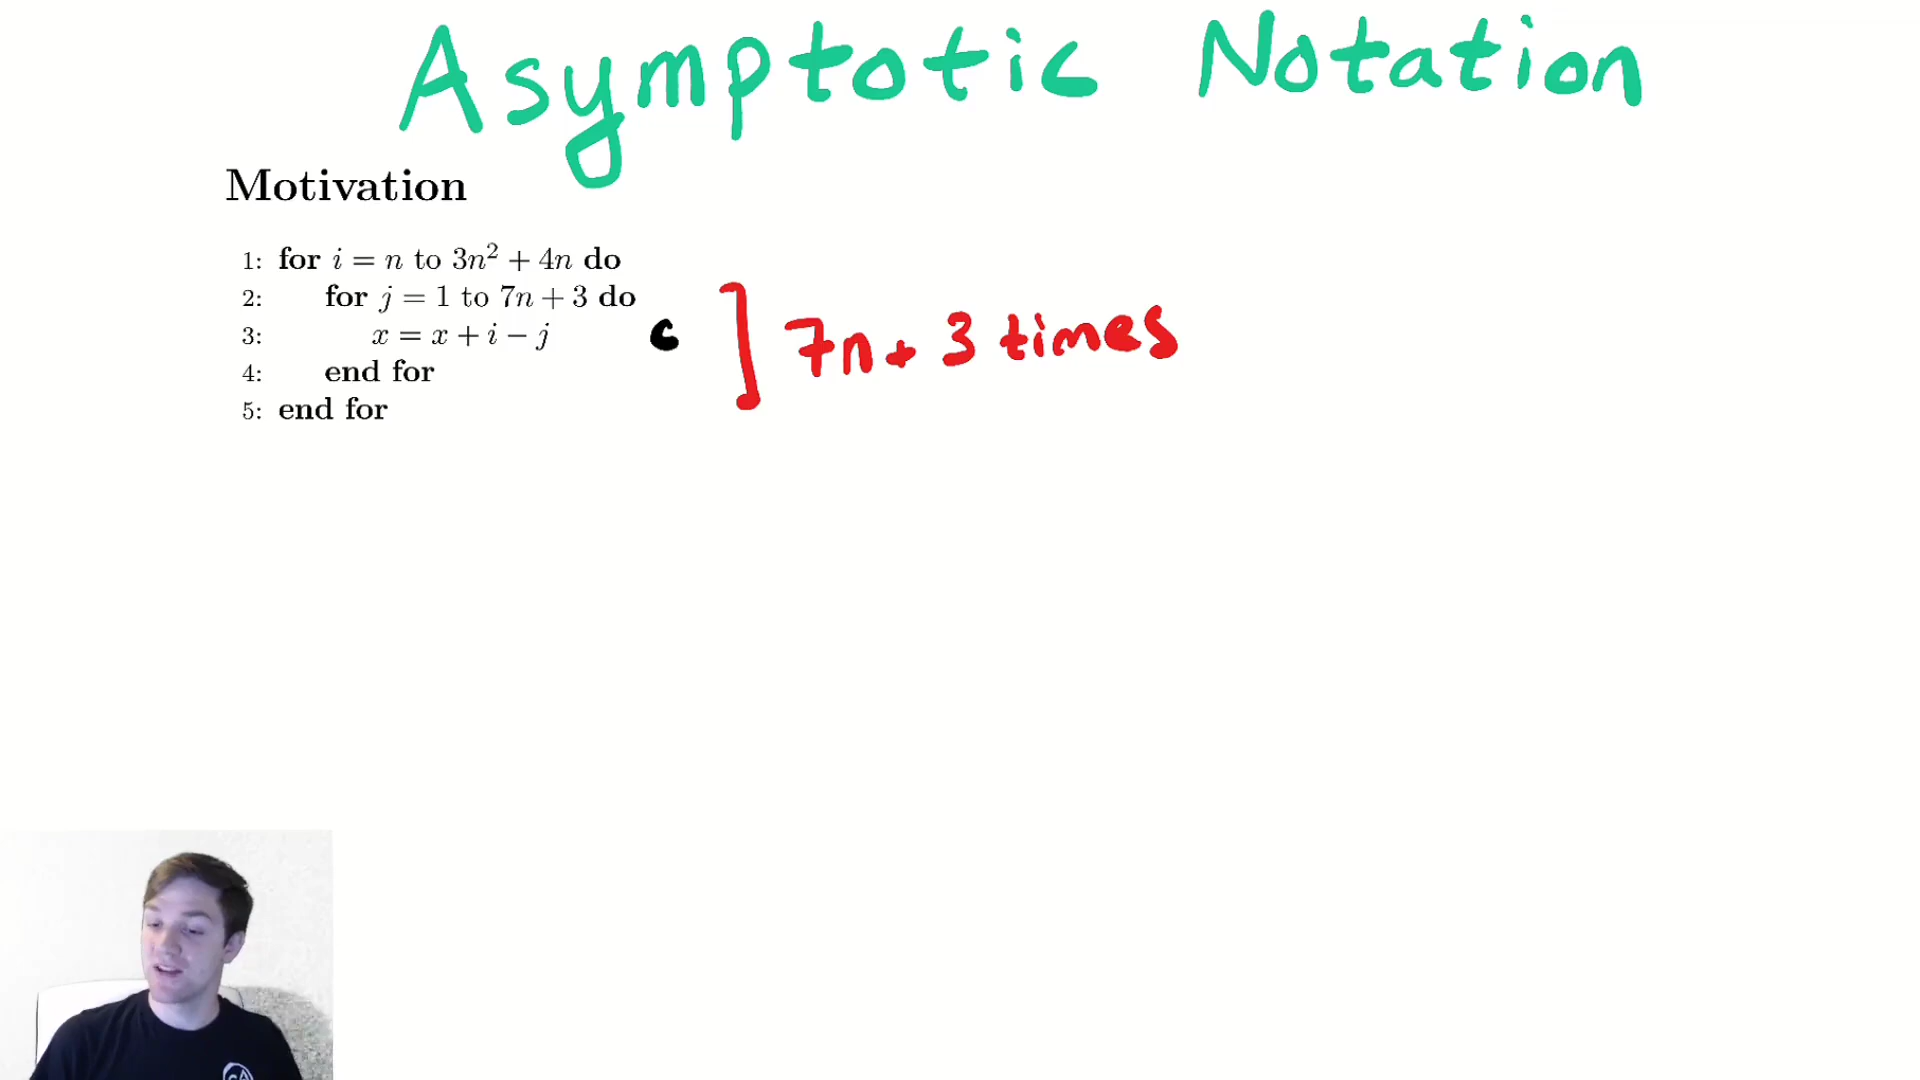 Asymptotic Notation
Motivation
1: for i = n to 3n² + 4n do
2: for j = 1 to 7n + 3 do
3: x = x + i − j c
4: end for
5: end for
] 7n + 3 times